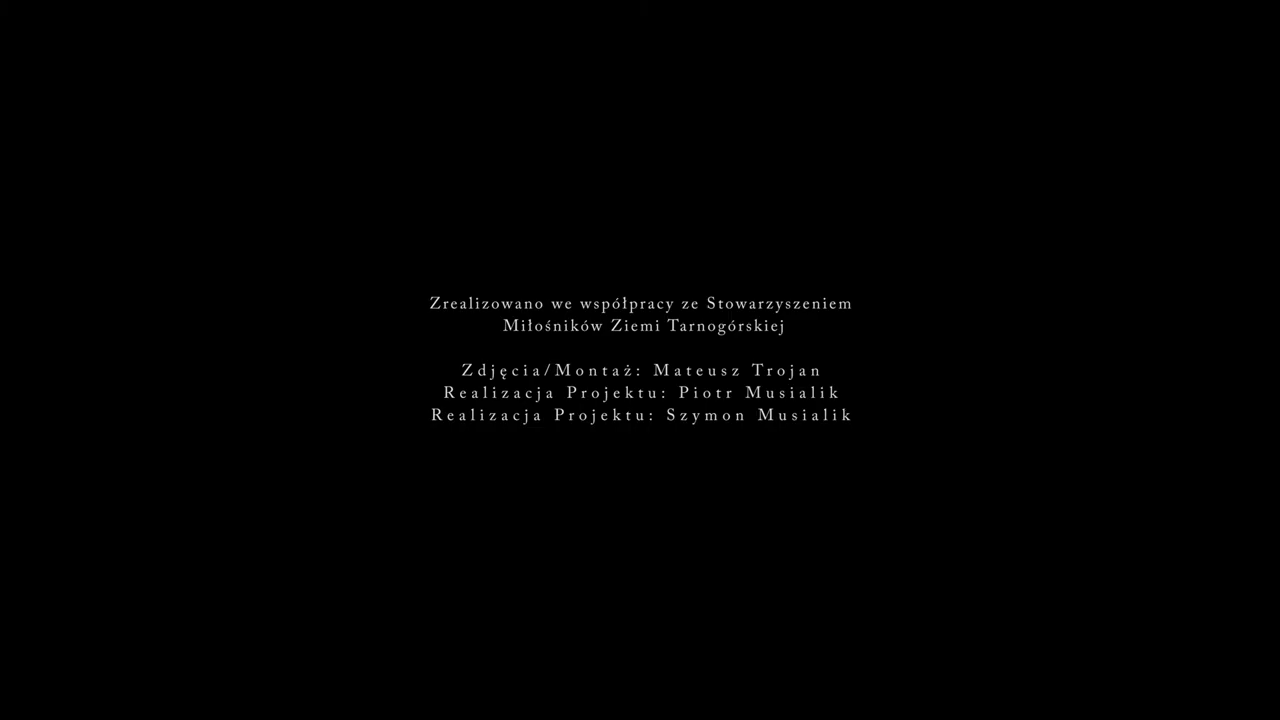 Zrealizowano we współpracy ze Stowarzyszeniem
Miłośników Ziemi Tarnogórskiej
Zdjęcia/Montaż: Mateusz Trojan
Realizacja Projektu: Piotr Musialik
Realizacja Projektu: Szymon Musialik